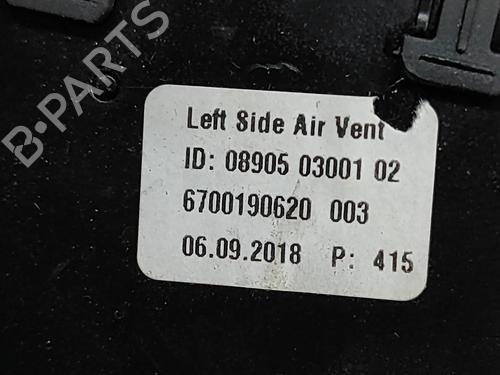 B-PARTS
Left Side Air Vent
ID: 08905 03001 02
6700190620 003
06.09.2018 P: 415